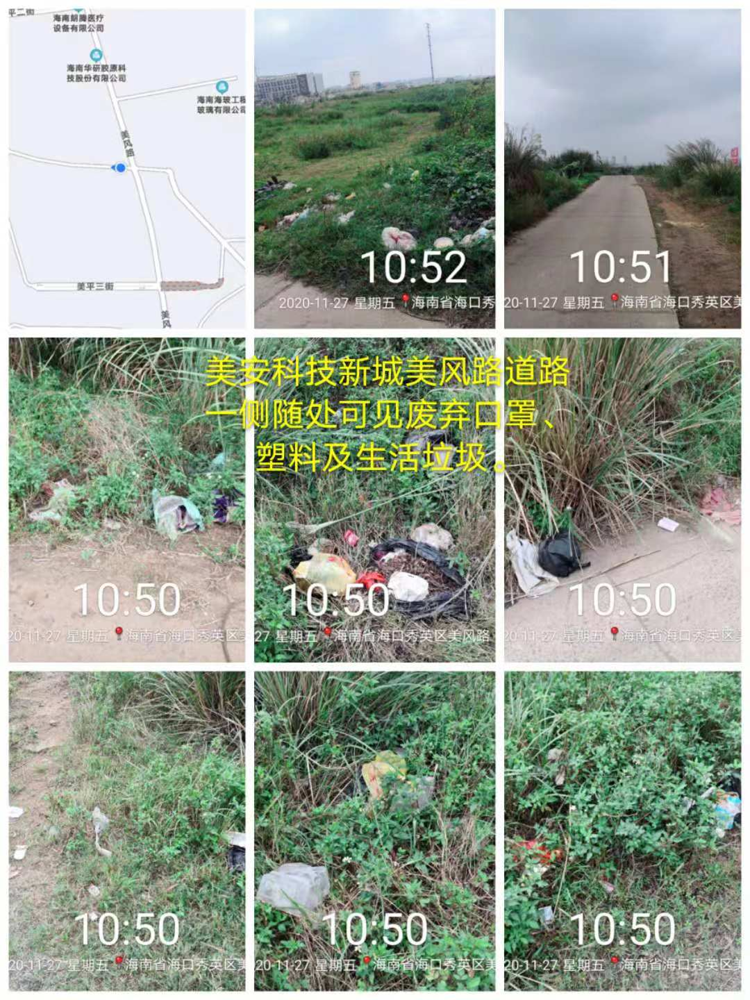 平二街
海南朗腾医疗
设备有限公司
海南华研胶原科
技股份有限公司
海南海玻工程
玻璃有限公司
美风路
美平三街
美风
10:52
2020-11-27 星期五 海南省海口秀
10:51
20-11-27 星期五 海南省海口秀英区美
美安科技新城美风路道路
一侧随处可见废弃口罩、
塑料及生活垃圾。
10:50
20-11-27 星期五 海南省海口秀英区美
10:50
27 星期五 海南省海口秀英区美风路
10:50
20-11-27 星期五 海南省海口秀英区美
10:50
20-11-27 星期五 海南省海口秀英区美
10:50
20-11-27 星期五 海南省海口秀英区美
10:50
20-11-27 星期五 海南省海口秀英区美